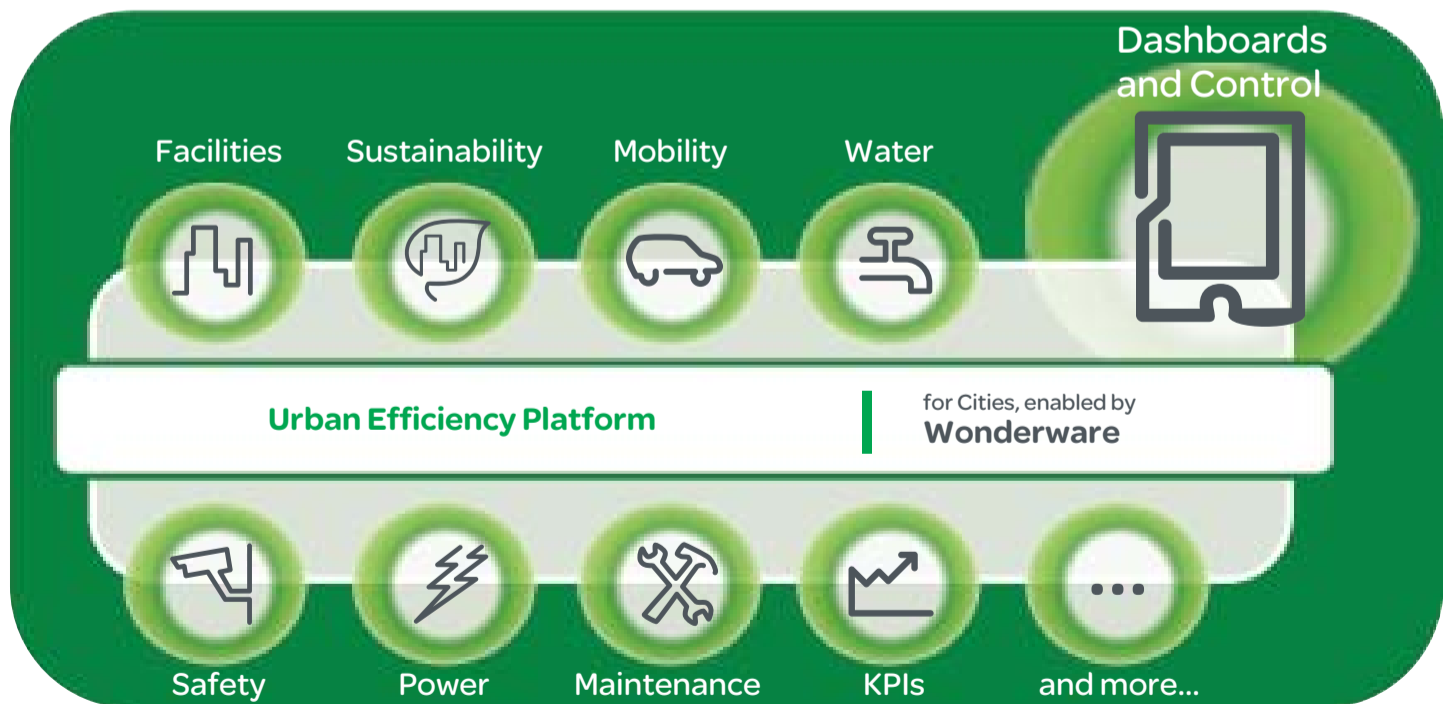 Dashboards
and Control
Facilities
Sustainability
Mobility
Water
Urban Efficiency Platform
for Cities, enabled by
Wonderware
Safety
Power
Maintenance
KPIs
and more...